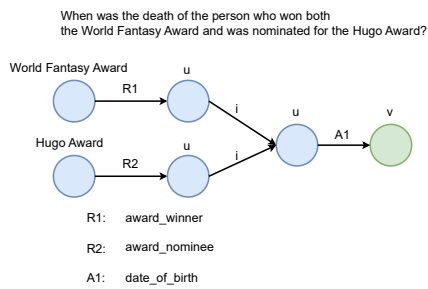 When was the death of the person who won both
the World Fantasy Award and was nominated for the Hugo Award?
World Fantasy Award
u
R1
i
u
v
A1
Hugo Award
u
R2
i
R1: award_winner
R2: award_nominee
A1: date_of_birth